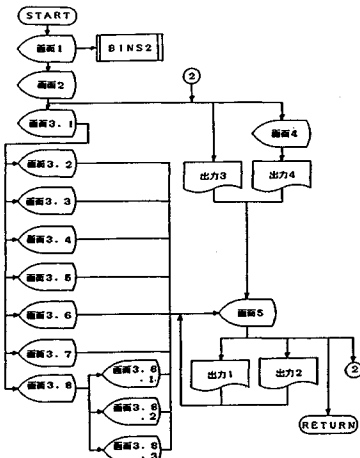 START
画面1
BINS2
画面2
2
画面3.1
画面4
画面3.2
出力3
出力4
画面3.3
画面3.4
画面3.5
画面3.6
画面5
画面3.7
画面3.8
画面3.8
.1
出力1
出力2
2
画面3.8
.2
RETURN
画面3.8
.3